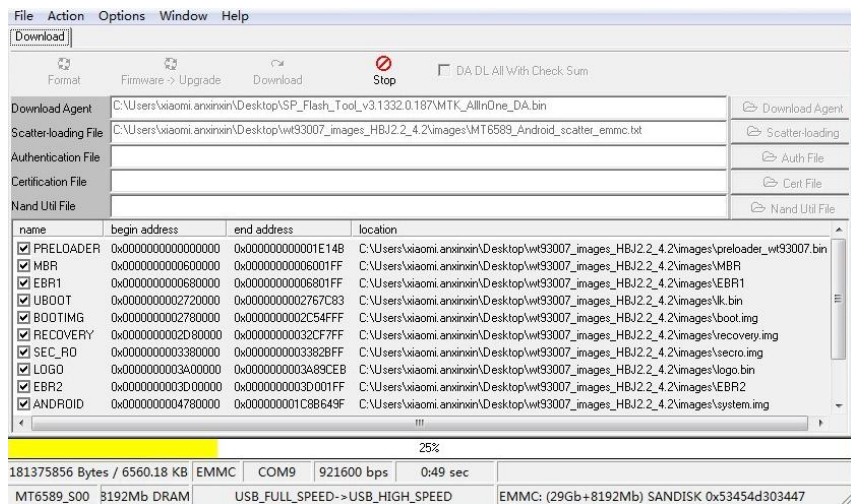 File Action Options Window Help
Download
Format Firmware -> Upgrade Download Stop DA DL All With Check Sum
Download Agent C:\Users\xiaomi.anxinxin\Desktop\SP_Flash_Tool_v3.1332.0.187\MTK_AllInOne_DA.bin Download Agent
Scatter-loading File C:\Users\xiaomi.anxinxin\Desktop\wt93007_images_HBJ2.2_4.2\images\MT6589_Android_scatter_emmc.txt Scatter-loading
Authentication File Auth File
Certification File Cert File
Nand Util File Nand Util File
name begin address end address location
PRELOADER 0x0000000000000000 0x000000000001E14B C:\Users\xiaomi.anxinxin\Desktop\wt93007_images_HBJ2.2_4.2\images\preloader_wt93007.bin
MBR 0x0000000000600000 0x00000000006001FF C:\Users\xiaomi.anxinxin\Desktop\wt93007_images_HBJ2.2_4.2\images\MBR
EBR1 0x0000000000680000 0x00000000006801FF C:\Users\xiaomi.anxinxin\Desktop\wt93007_images_HBJ2.2_4.2\images\EBR1
UBOOT 0x0000000002720000 0x0000000002767C83 C:\Users\xiaomi.anxinxin\Desktop\wt93007_images_HBJ2.2_4.2\images\lk.bin
BOOTIMG 0x0000000002780000 0x0000000002C54FFF C:\Users\xiaomi.anxinxin\Desktop\wt93007_images_HBJ2.2_4.2\images\boot.img
RECOVERY 0x0000000002D80000 0x00000000032CF7FF C:\Users\xiaomi.anxinxin\Desktop\wt93007_images_HBJ2.2_4.2\images\recovery.img
SEC_RO 0x0000000003380000 0x0000000003382BFF C:\Users\xiaomi.anxinxin\Desktop\wt93007_images_HBJ2.2_4.2\images\secro.img
LOGO 0x0000000003A00000 0x0000000003A89CEB C:\Users\xiaomi.anxinxin\Desktop\wt93007_images_HBJ2.2_4.2\images\logo.bin
EBR2 0x0000000003D00000 0x0000000003D001FF C:\Users\xiaomi.anxinxin\Desktop\wt93007_images_HBJ2.2_4.2\images\EBR2
ANDROID 0x0000000004780000 0x000000001C8B649F C:\Users\xiaomi.anxinxin\Desktop\wt93007_images_HBJ2.2_4.2\images\system.img
25%
181375856 Bytes / 6560.18 KB EMMC COM9 921600 bps 0:49 sec
MT6589_S00 8192Mb DRAM USB_FULL_SPEED->USB_HIGH_SPEED EMMC: (29Gb+8192Mb) SANDISK 0x53454d303447